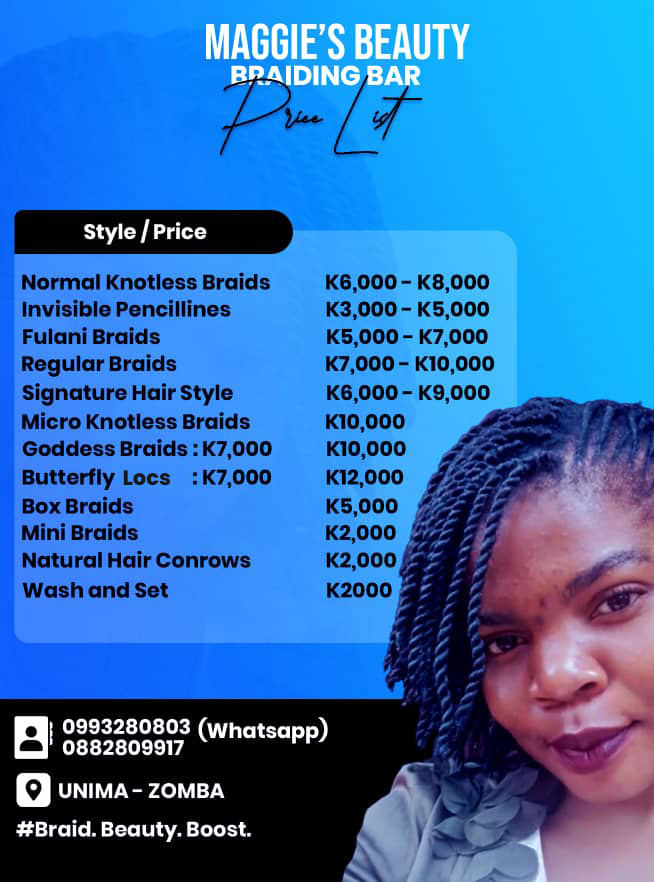 MAGGIE'S BEAUTY
BRAIDING BAR
Price List
Style / Price
Normal Knotless Braids K6,000 - K8,000
Invisible Pencillines K3,000 - K5,000
Fulani Braids K5,000 - K7,000
Regular Braids K7,000 - K10,000
Signature Hair Style K6,000 - K9,000
Micro Knotless Braids K10,000
Goddess Braids : K7,000 K10,000
Butterfly Locs : K7,000 K12,000
Box Braids K5,000
Mini Braids K2,000
Natural Hair Conrows K2,000
Wash and Set K2000
0993280803 (Whatsapp)
0882809917
UNIMA - ZOMBA
#Braid. Beauty. Boost.